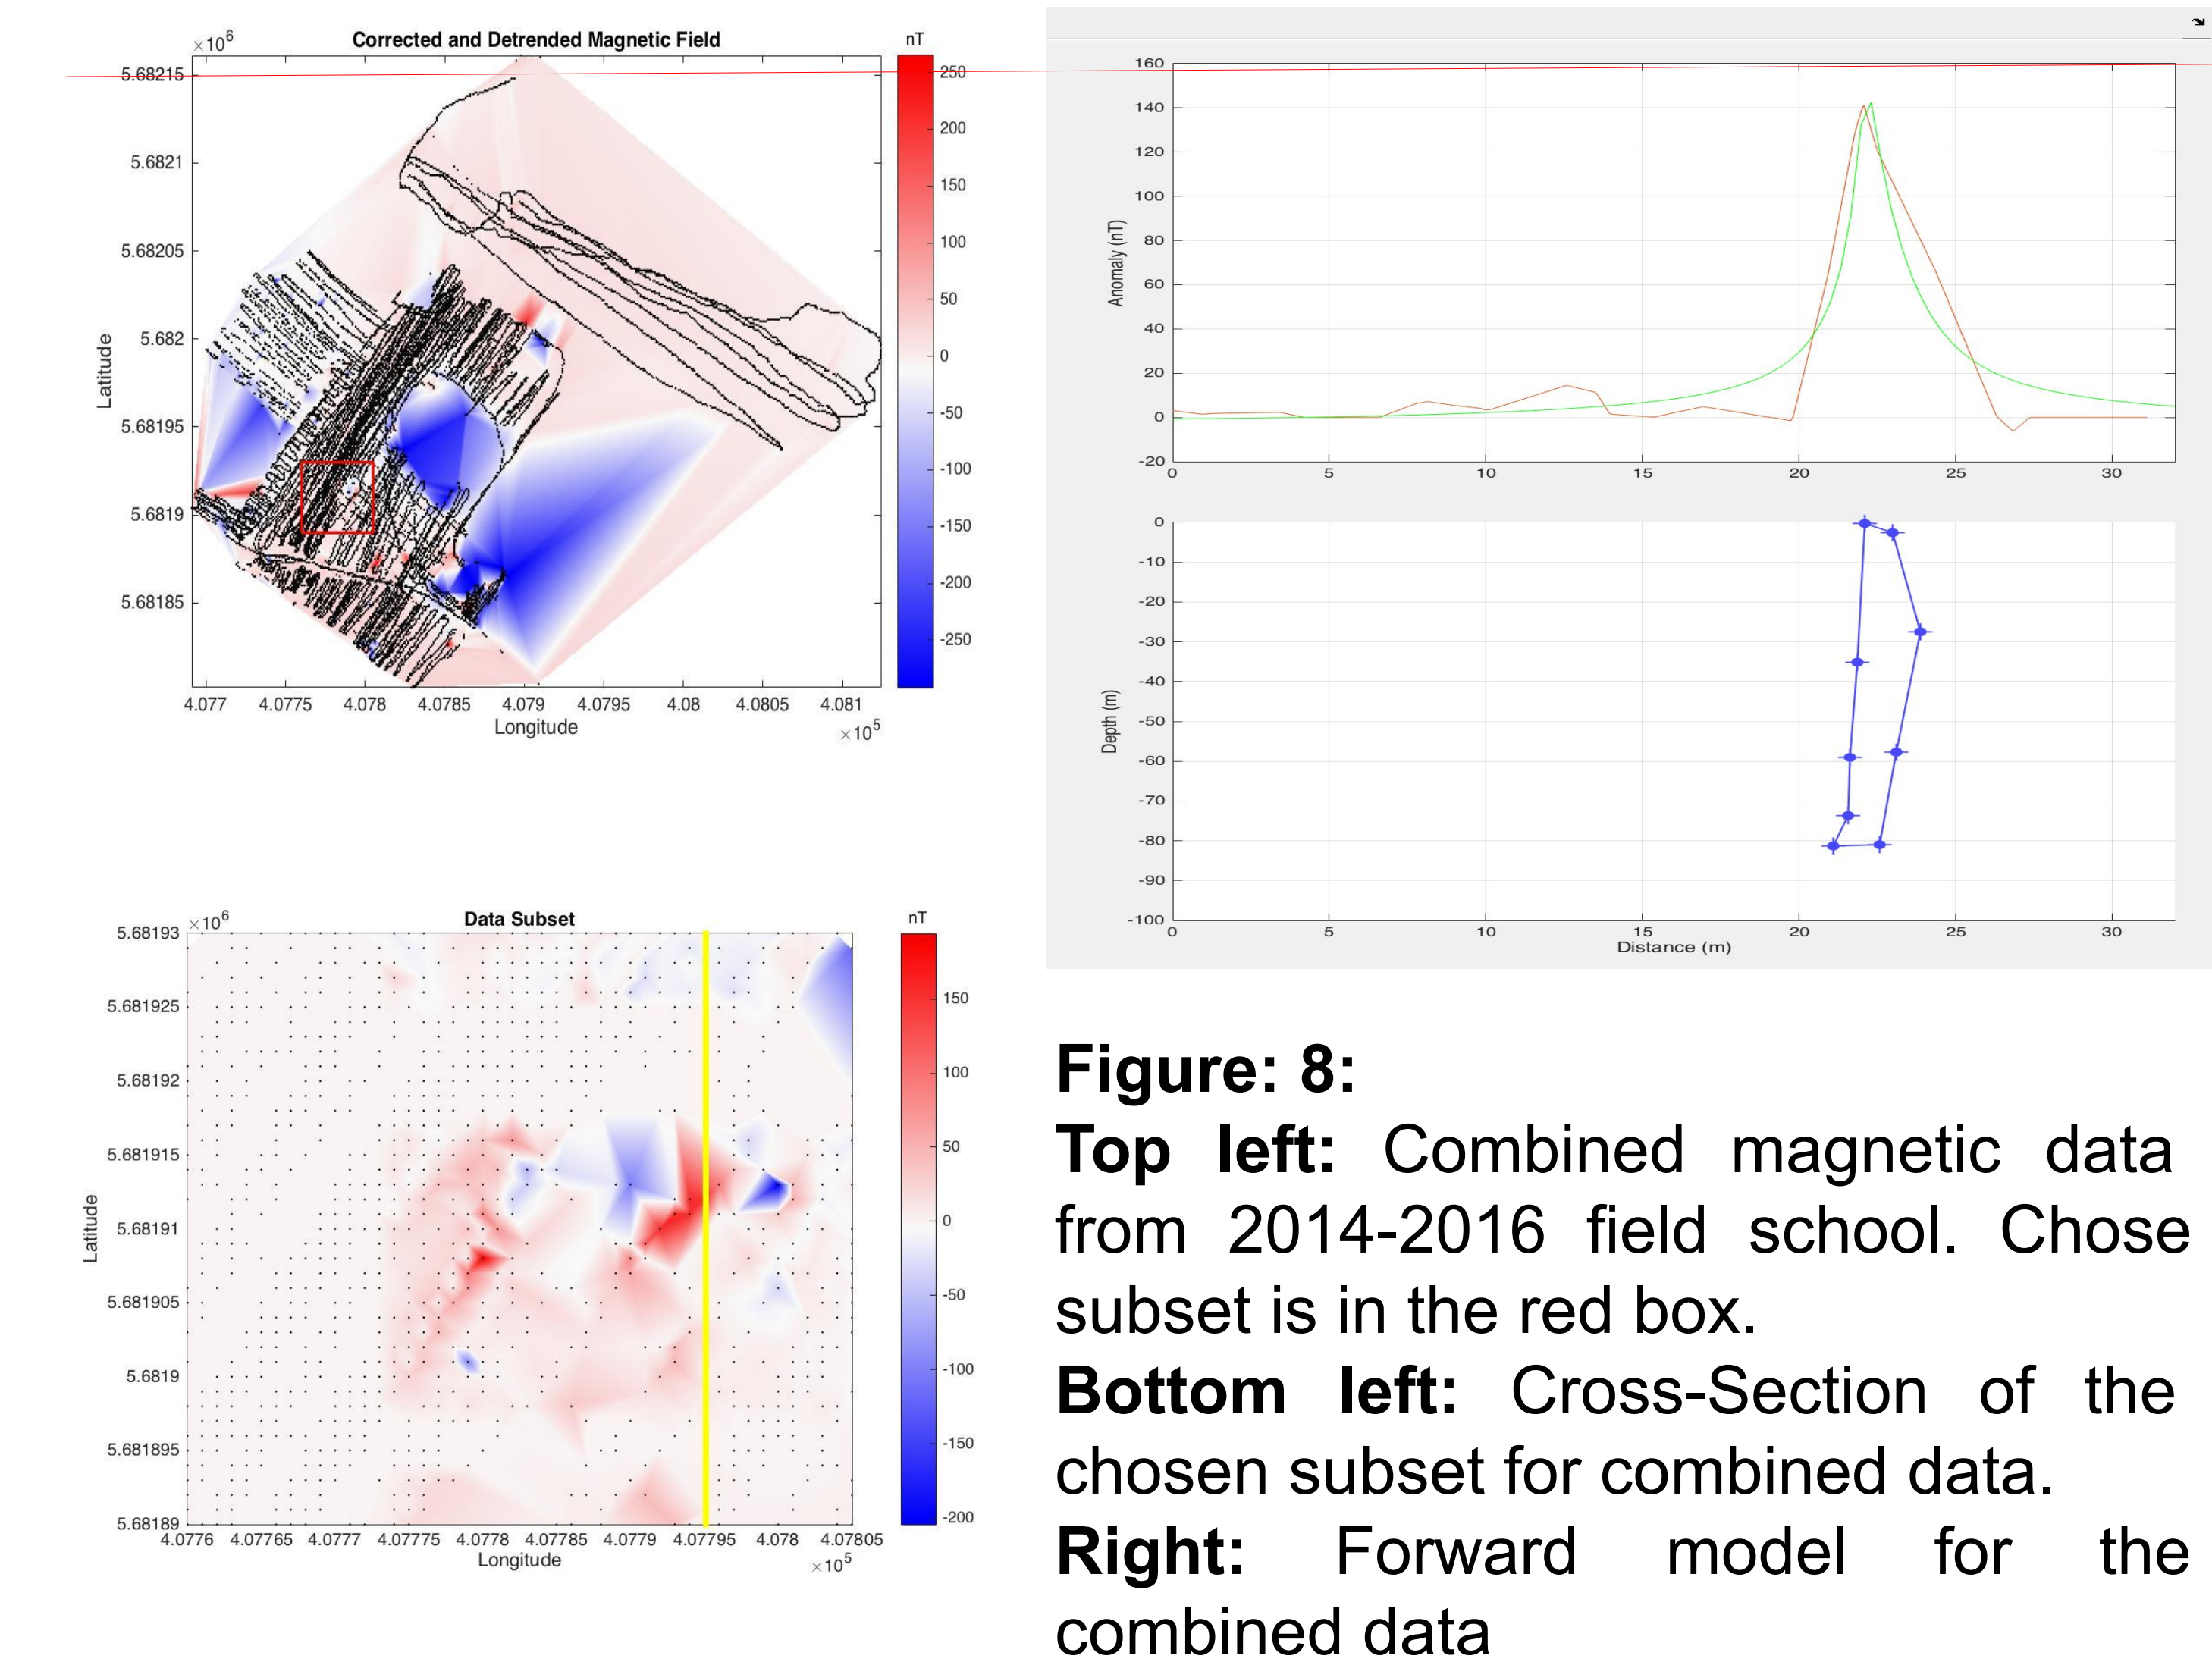 Corrected and Detrended Magnetic Field
×10⁶
nT
5.68215
5.6821
5.68205
5.682
5.68195
5.6819
5.68185
Latitude
250
200
150
100
50
0
-50
-100
-150
-200
-250
4.077 4.0775 4.078 4.0785 4.079 4.0795 4.08 4.0805 4.081
Longitude
×10⁵
160
140
120
100
80
60
40
20
0
-20
Anomaly (nT)
0 5 10 15 20 25 30
0
-10
-20
-30
-40
-50
-60
-70
-80
-90
-100
Depth (m)
0 5 10 15 20 25 30
Distance (m)
Data Subset
×10⁶
nT
5.68193
5.681925
5.68192
5.681915
5.68191
5.681905
5.6819
5.681895
5.68189
Latitude
150
100
50
0
-50
-100
-150
-200
4.0776 4.07765 4.0777 4.07775 4.0778 4.07785 4.0779 4.07795 4.078 4.07805
Longitude
×10⁵
Figure: 8:
Top left: Combined magnetic data
from 2014-2016 field school. Chose
subset is in the red box.
Bottom left: Cross-Section of the
chosen subset for combined data.
Right: Forward model for the
combined data